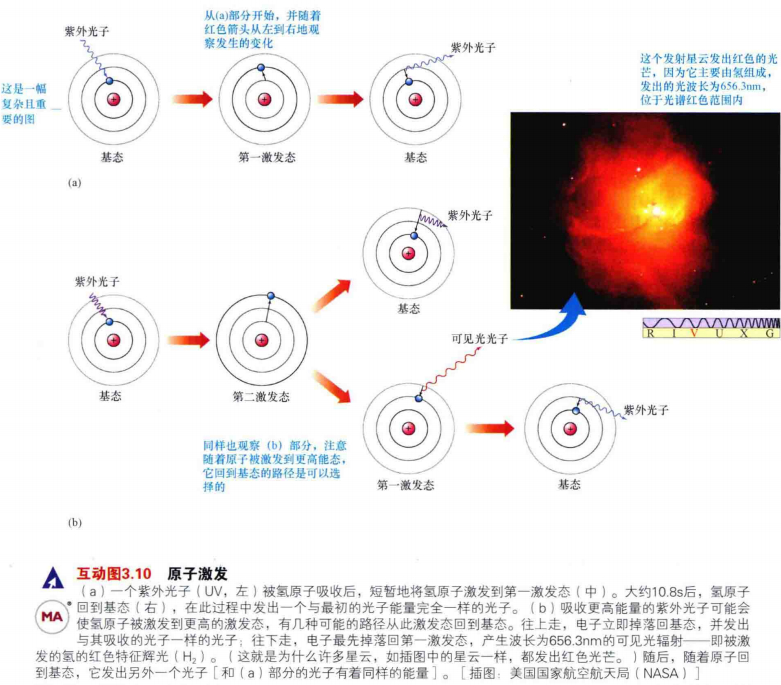 从(a)部分开始，并随着
红色箭头从左到右地观
察发生的变化
紫外光子
紫外光子
这是一幅
复杂且重
要的图
基态
第一激发态
基态
(a)
这个发射星云发出红色的光
芒，因为它主要由氢组成，
发出的光波长为656.3nm，
位于光谱红色范围内
紫外光子
紫外光子
基态
可见光光子
R I V U X G
基态
第二激发态
紫外光子
同样也观察（b）部分，注意
随着原子被激发到更高能态，
它回到基态的路径是可以选
择的
第一激发态
基态
(b)
互动图3.10 原子激发
（a）一个紫外光子（UV，左）被氢原子吸收后，短暂地将氢原子激发到第一激发态（中）。大约10.8s后，氢原子
MA
回到基态（右），在此过程中发出一个与最初的光子能量完全一样的光子。（b）吸收更高能量的紫外光子可能会
使氢原子被激发到更高的激发态，有几种可能的路径从此激发态回到基态。往上走，电子立即掉落回基态，并发出
与其吸收的光子一样的光子；往下走，电子最先掉落回第一激发态，产生波长为656.3nm的可见光辐射——即被激
发的氢的红色特征辉光（H₂）。（这就是为什么许多星云，如插图中的星云一样，都发出红色光芒。）随后，随着原子回
到基态，它发出另外一个光子［和（a）部分的光子有着同样的能量］。［插图：美国国家航空航天局（NASA）］